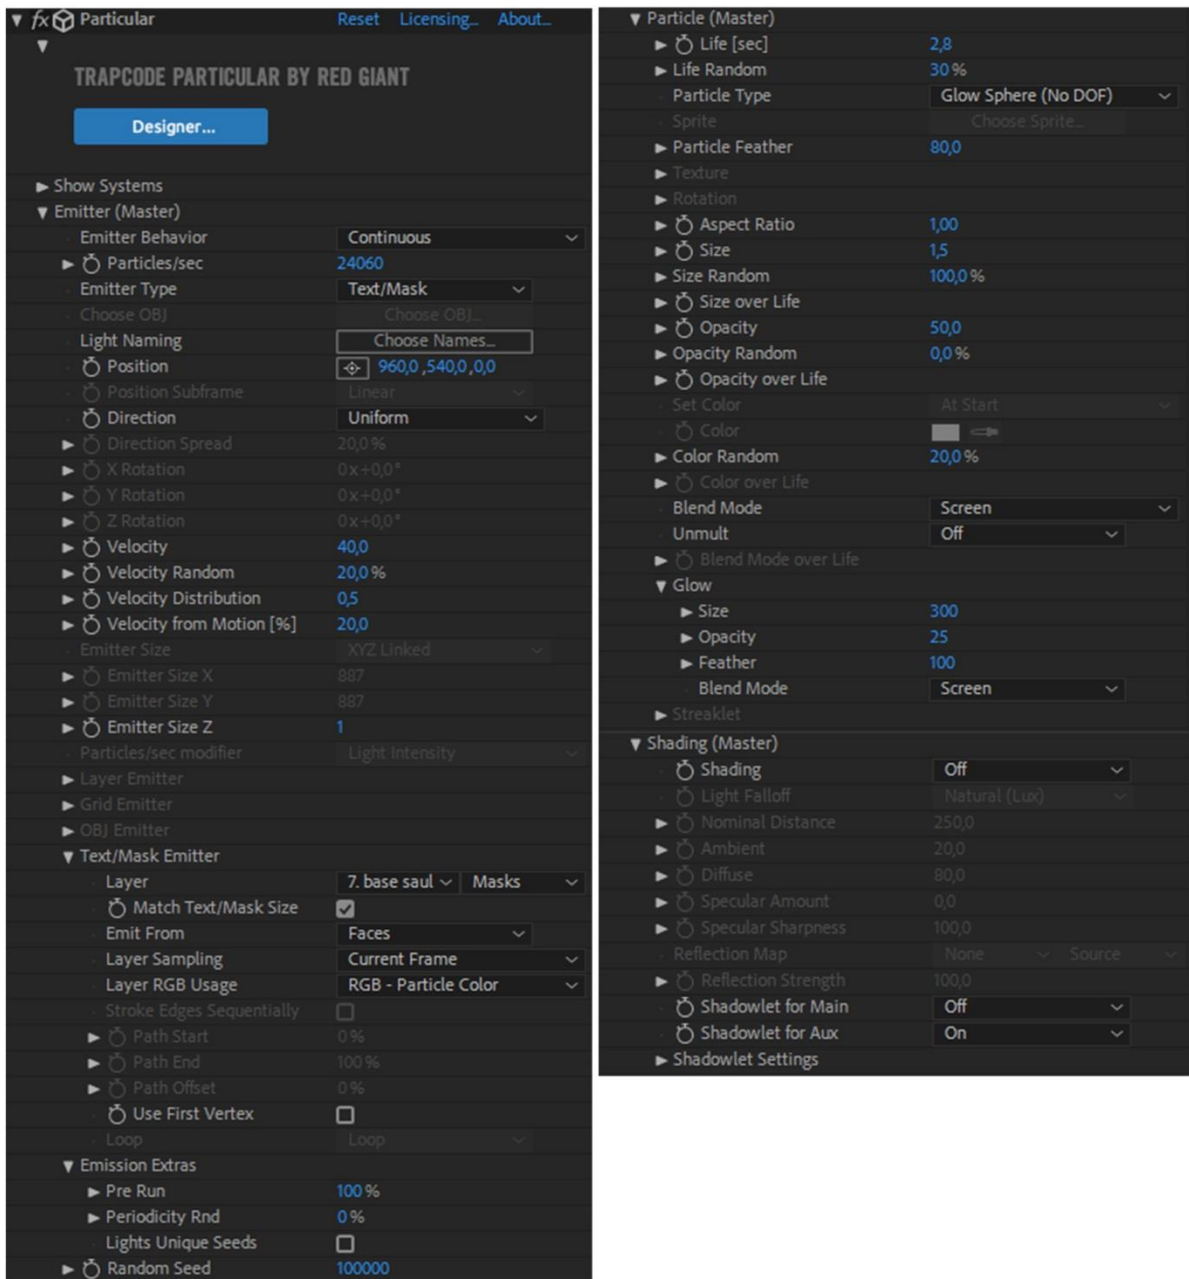 fx Particular Reset Licensing... About...
TRAPCODE PARTICULAR BY RED GIANT
Designer...
Show Systems
Emitter (Master)
Emitter Behavior Continuous
Particles/sec 24060
Emitter Type Text/Mask
Choose OBJ Choose OBJ...
Light Naming Choose Names...
Position 960,0 ,540,0 ,0,0
Position Subframe Linear
Direction Uniform
Direction Spread 20,0 %
X Rotation 0x+0,0°
Y Rotation 0x+0,0°
Z Rotation 0x+0,0°
Velocity 40,0
Velocity Random 20,0 %
Velocity Distribution 0,5
Velocity from Motion [%] 20,0
Emitter Size XYZ Linked
Emitter Size X 887
Emitter Size Y 887
Emitter Size Z 1
Particles/sec modifier Light Intensity
Layer Emitter
Grid Emitter
OBJ Emitter
Text/Mask Emitter
Layer 7. base saul Masks
Match Text/Mask Size
Emit From Faces
Layer Sampling Current Frame
Layer RGB Usage RGB - Particle Color
Stroke Edges Sequentially
Path Start 0 %
Path End 100 %
Path Offset 0 %
Use First Vertex
Loop Loop
Emission Extras
Pre Run 100 %
Periodicity Rnd 0 %
Lights Unique Seeds
Random Seed 100000
Particle (Master)
Life [sec] 2,8
Life Random 30 %
Particle Type Glow Sphere (No DOF)
Sprite Choose Sprite...
Particle Feather 80,0
Texture
Rotation
Aspect Ratio 1,00
Size 1,5
Size Random 100,0 %
Size over Life
Opacity 50,0
Opacity Random 0,0 %
Opacity over Life
Set Color At Start
Color
Color Random 20,0 %
Color over Life
Blend Mode Screen
Unmult Off
Blend Mode over Life
Glow
Size 300
Opacity 25
Feather 100
Blend Mode Screen
Streaklet
Shading (Master)
Shading Off
Light Falloff Natural (Lux)
Nominal Distance 250,0
Ambient 20,0
Diffuse 80,0
Specular Amount 0,0
Specular Sharpness 100,0
Reflection Map None Source
Reflection Strength 100,0
Shadowlet for Main Off
Shadowlet for Aux On
Shadowlet Settings